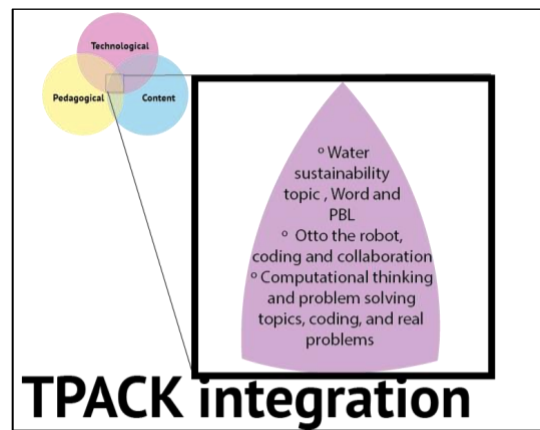 Technological
Pedagogical
Content
° Water
sustainability
topic , Word and
PBL
° Otto the robot,
coding and collaboration
° Computational thinking
and problem solving
topics, coding, and real
problems
TPACK integration